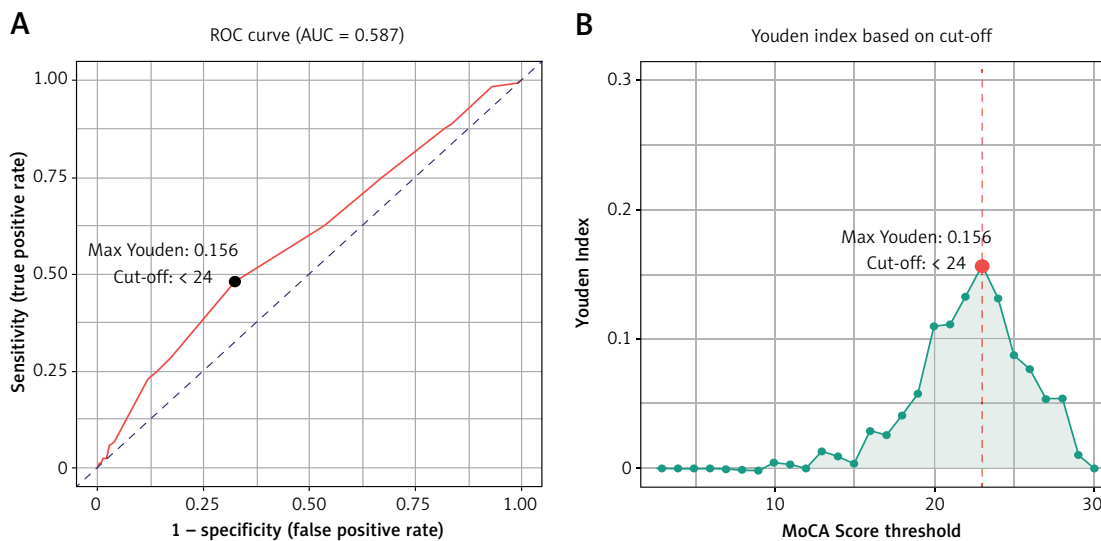 A
ROC curve (AUC = 0.587)
1.00
0.75
0.50
0.25
0
Sensitivity (true positive rate)
Max Youden: 0.156
Cut-off: < 24
0
0.25
0.50
0.75
1.00
1 – specificity (false positive rate)
B
Youden index based on cut-off
0.3
0.2
0.1
0
Youden Index
Max Youden: 0.156
Cut-off: < 24
10
20
30
MoCA Score threshold